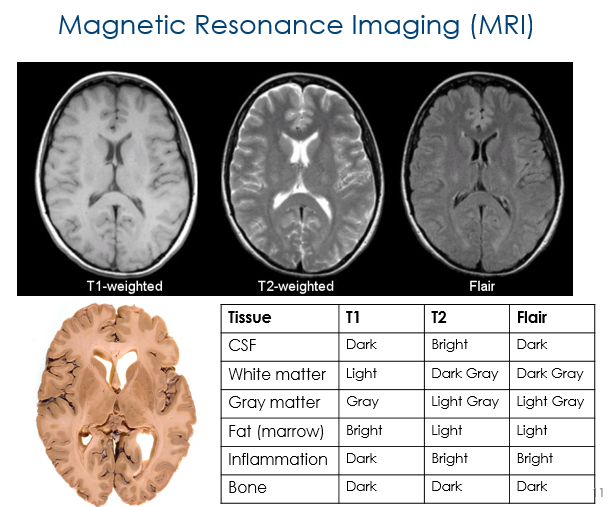 Magnetic Resonance Imaging (MRI)
T1-weighted T2-weighted Flair
Tissue T1 T2 Flair
CSF Dark Bright Dark
White matter Light Dark Gray Dark Gray
Gray matter Gray Light Gray Light Gray
Fat (marrow) Bright Light Light
Inflammation Dark Bright Bright
Bone Dark Dark Dark